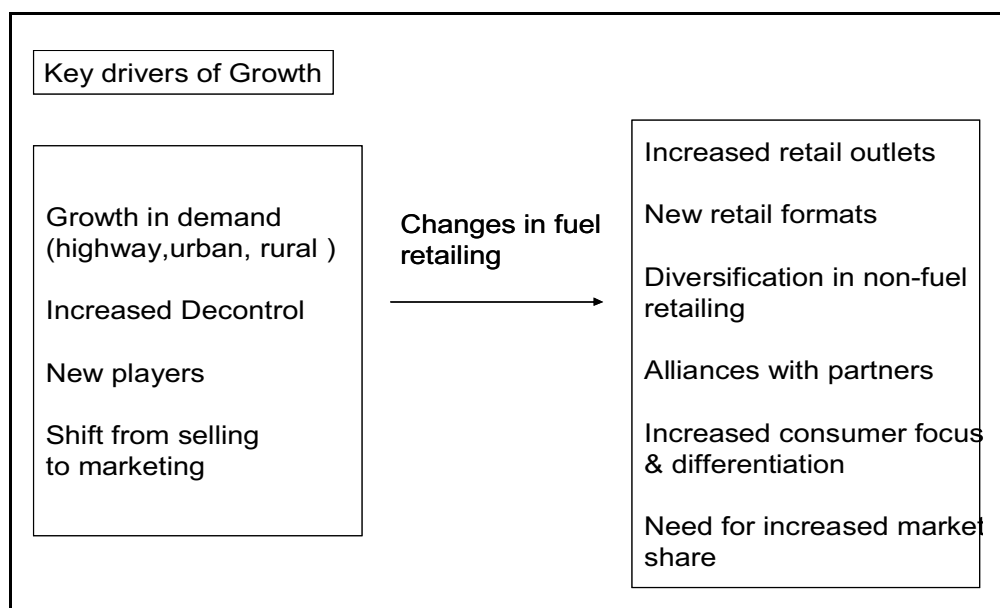 Key drivers of Growth
Growth in demand
(highway,urban, rural )
Increased Decontrol
New players
Shift from selling
to marketing
Changes in fuel
retailing
Increased retail outlets
New retail formats
Diversification in non-fuel
retailing
Alliances with partners
Increased consumer focus
& differentiation
Need for increased market
share